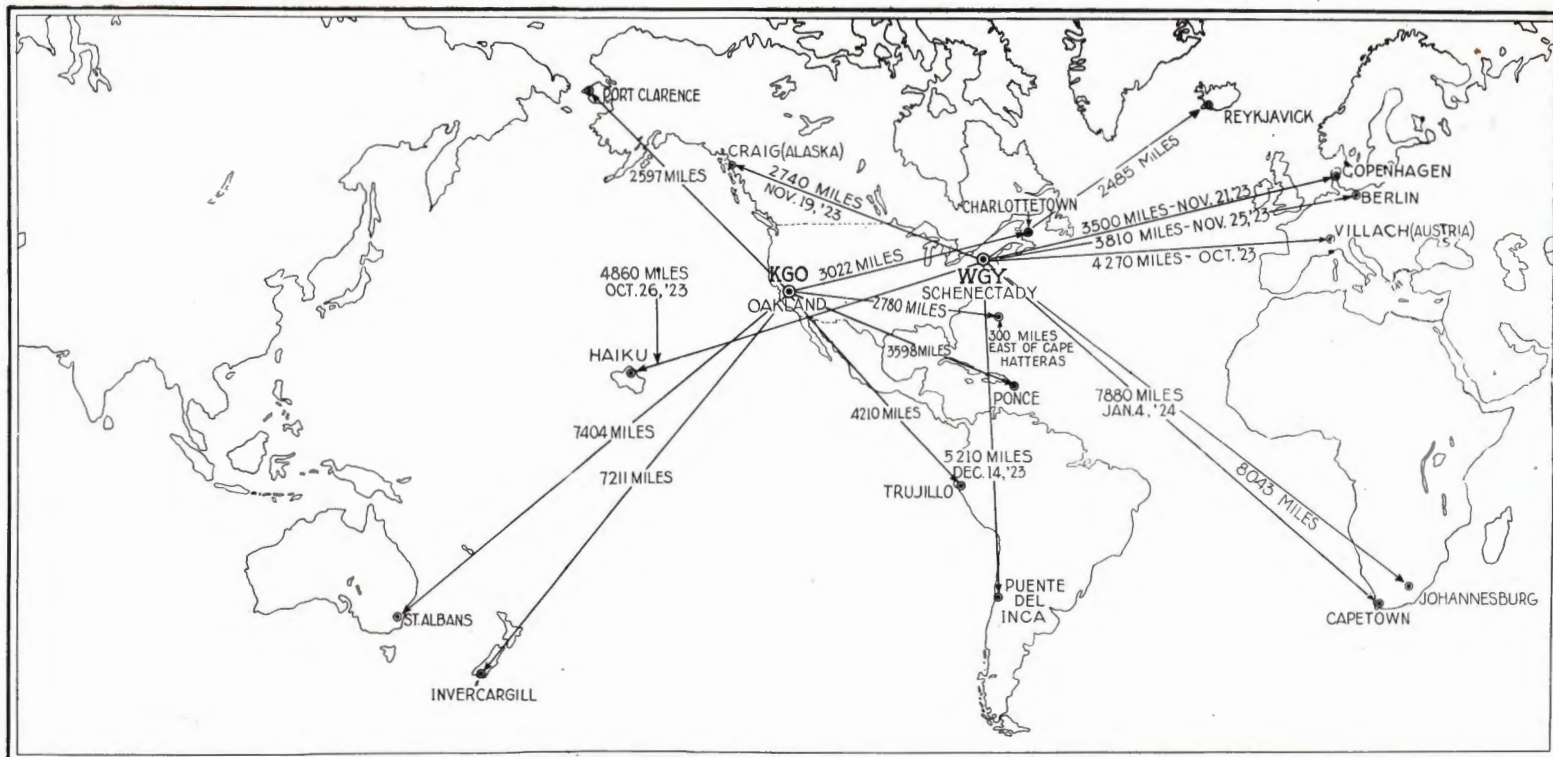 PORT CLARENCE
2597 MILES
CRAIG (ALASKA)
2740 MILES
NOV. 19, '23
CHARLOTTETOWN
2485 MILES
REYKJAVICK
COPENHAGEN
BERLIN
3500 MILES-NOV. 21,'23
3810 MILES-NOV. 25,'23
VILLACH (AUSTRIA)
4270 MILES - OCT.'23
3022 MILES
KGO
OAKLAND
WGY
SCHENECTADY
2780 MILES
300 MILES
EAST OF CAPE
HATTERAS
4860 MILES
OCT. 26, '23
HAIKU
3598 MILES
PONCE
4210 MILES
7880 MILES
JAN. 4, '24
7404 MILES
7211 MILES
5210 MILES
DEC. 14, '23
TRUJILLO
8043 MILES
ST. ALBANS
PUENTE
DEL
INCA
JOHANNESBURG
CAPETOWN
INVERCARGILL